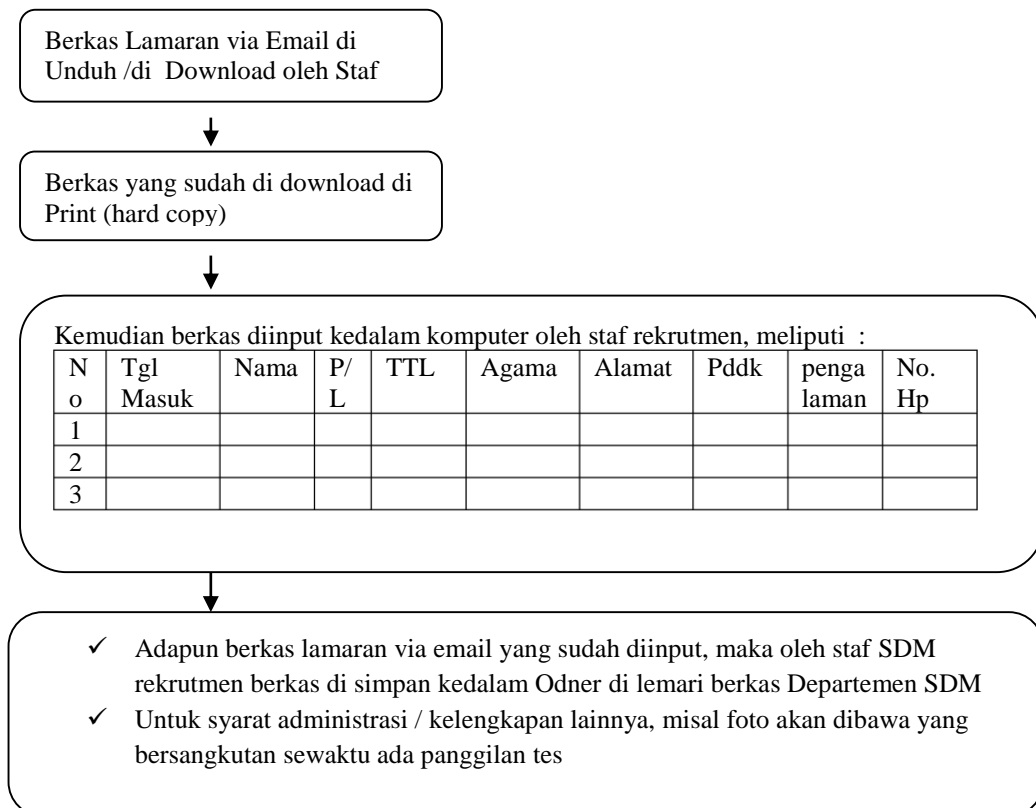 Berkas Lamaran via Email di
Unduh /di  Download oleh Staf
Berkas yang sudah di download di
Print (hard copy)
Kemudian berkas diinput kedalam komputer oleh staf rekrutmen, meliputi  :
N
o
Tgl
Masuk
Nama
P/
L
TTL
Agama
Alamat
Pddk
penga
laman
No.
Hp
1
2
3
✓ Adapun berkas lamaran via email yang sudah diinput, maka oleh staf SDM
rekrutmen berkas di simpan kedalam Odner di lemari berkas Departemen SDM
✓ Untuk syarat administrasi / kelengkapan lainnya, misal foto akan dibawa yang
bersangkutan sewaktu ada panggilan tes